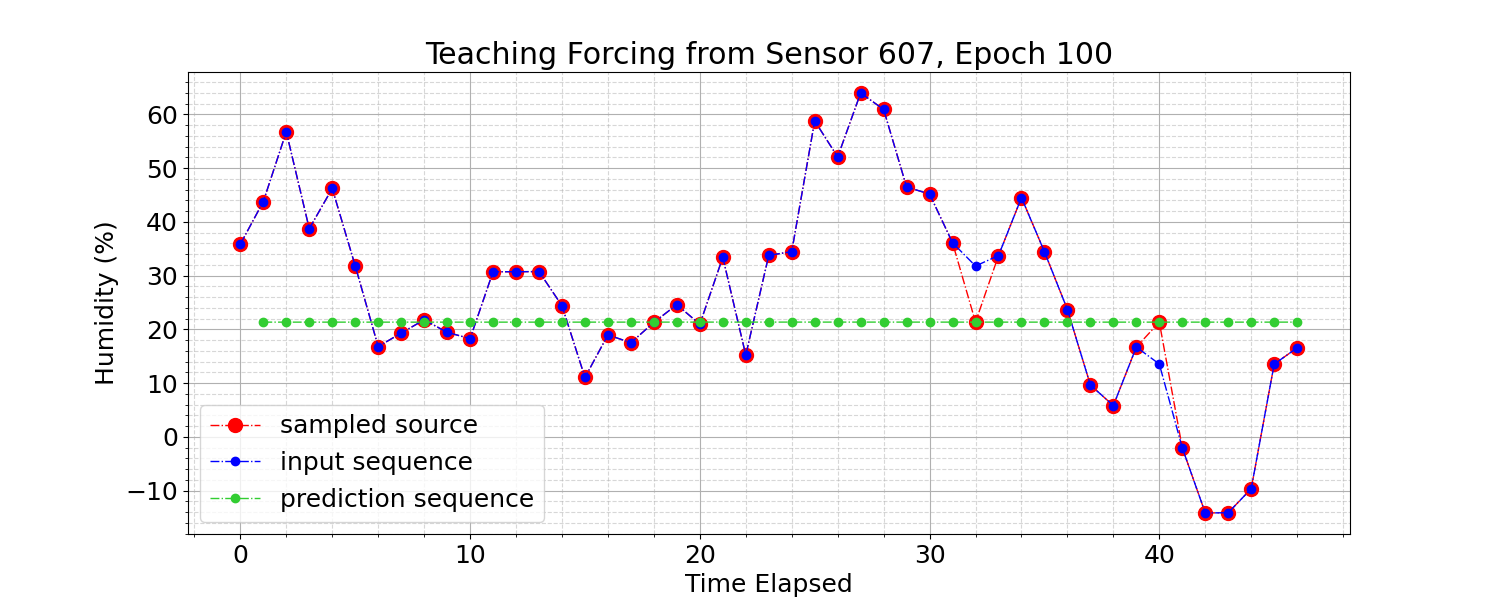 Teaching Forcing from Sensor 607, Epoch 100
Humidity (%)
60
50
40
30
20
10
0
−10
sampled source
input sequence
prediction sequence
0 10 20 30 40
Time Elapsed